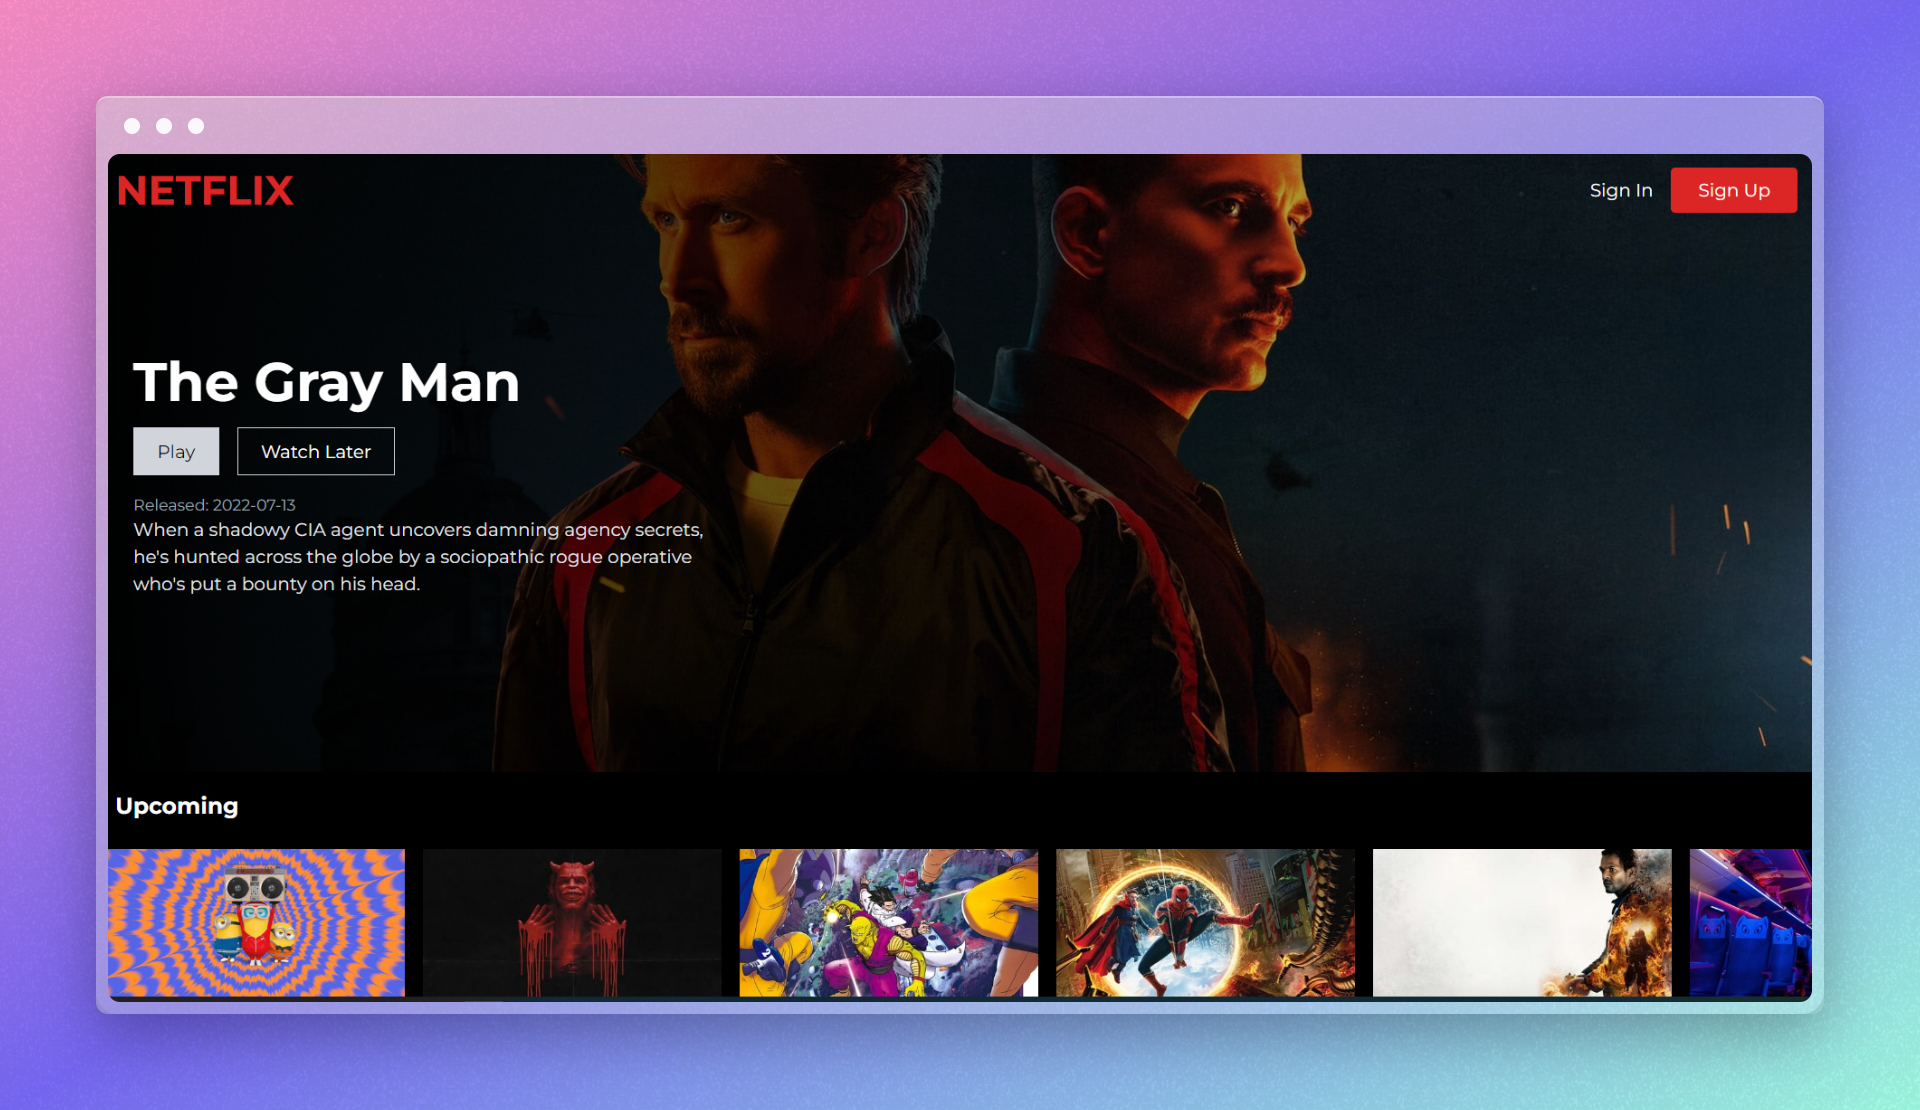 NETFLIX
Sign In
Sign Up
The Gray Man
Play
Watch Later
Released: 2022-07-13
When a shadowy CIA agent uncovers damning agency secrets,
he's hunted across the globe by a sociopathic rogue operative
who's put a bounty on his head.
Upcoming